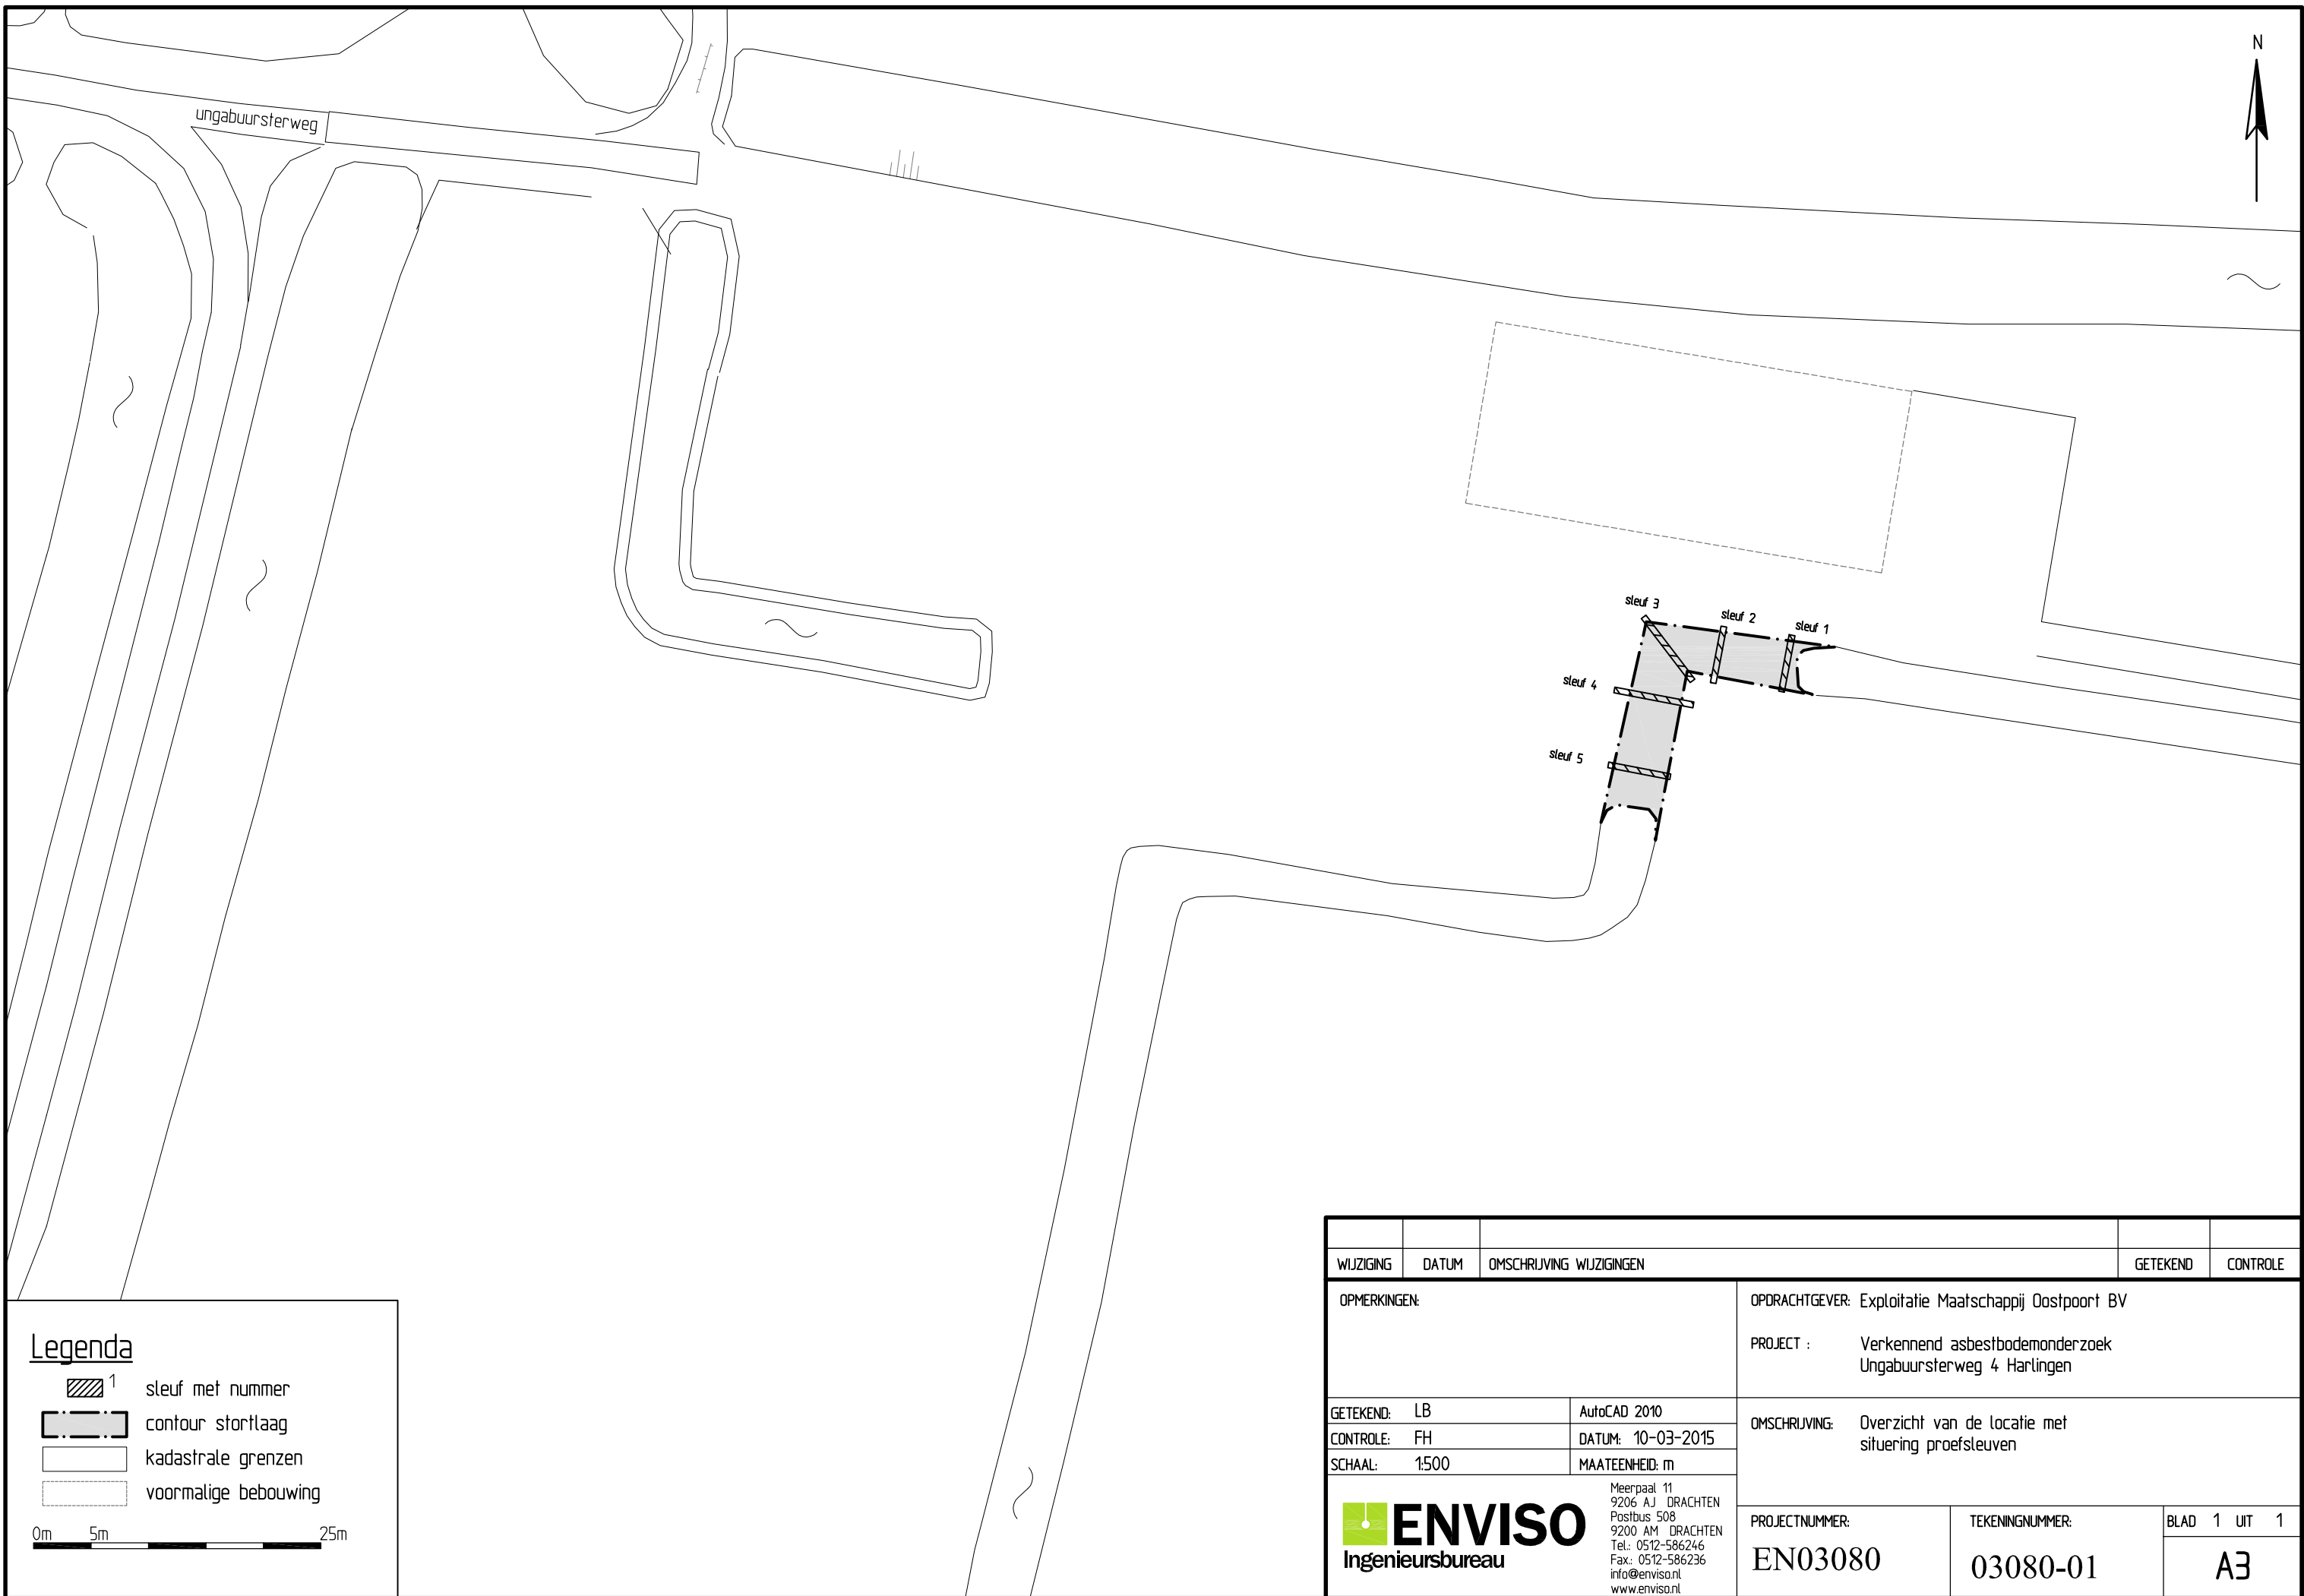 N
ungabuursterweg
sleuf 3
sleuf 2
sleuf 1
sleuf 4
sleuf 5
Legenda
1
sleuf met nummer
contour stortlaag
kadastrale grenzen
voormalige bebouwing
0m 5m 25m
WIJZIGING DATUM OMSCHRIJVING WIJZIGINGEN GETEKEND CONTROLE
OPMERKINGEN:
OPDRACHTGEVER: Exploitatie Maatschappij Oostpoort BV
PROJECT : Verkennend asbestbodemonderzoek
Ungabuursterweg 4 Harlingen
GETEKEND: LB AutoCAD 2010
CONTROLE: FH DATUM: 10-03-2015
SCHAAL: 1:500 MAATEENHEID: m
OMSCHRIJVING: Overzicht van de locatie met
situering proefsleuven
ENVISO
Ingenieursbureau
Meerpaal 11
9206 AJ DRACHTEN
Postbus 508
9200 AM DRACHTEN
Tel.: 0512-586246
Fax.: 0512-586236
info@enviso.nl
www.enviso.nl
PROJECTNUMMER:
EN03080
TEKENINGNUMMER:
03080-01
BLAD 1 UIT 1
A3